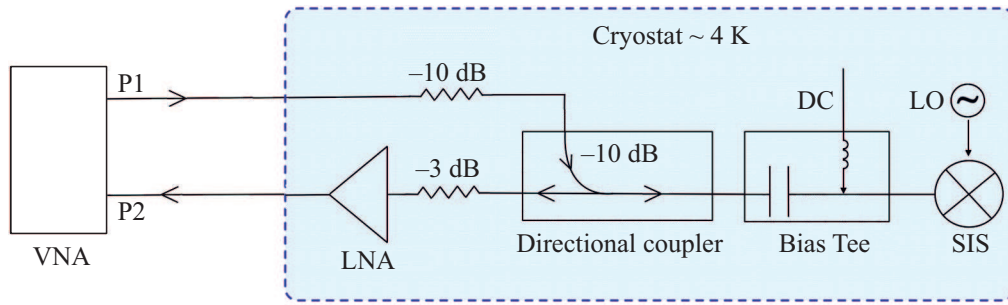 Cryostat ~ 4 K
P1
–10 dB
DC
LO
–10 dB
–3 dB
P2
VNA
LNA
Directional coupler
Bias Tee
SIS